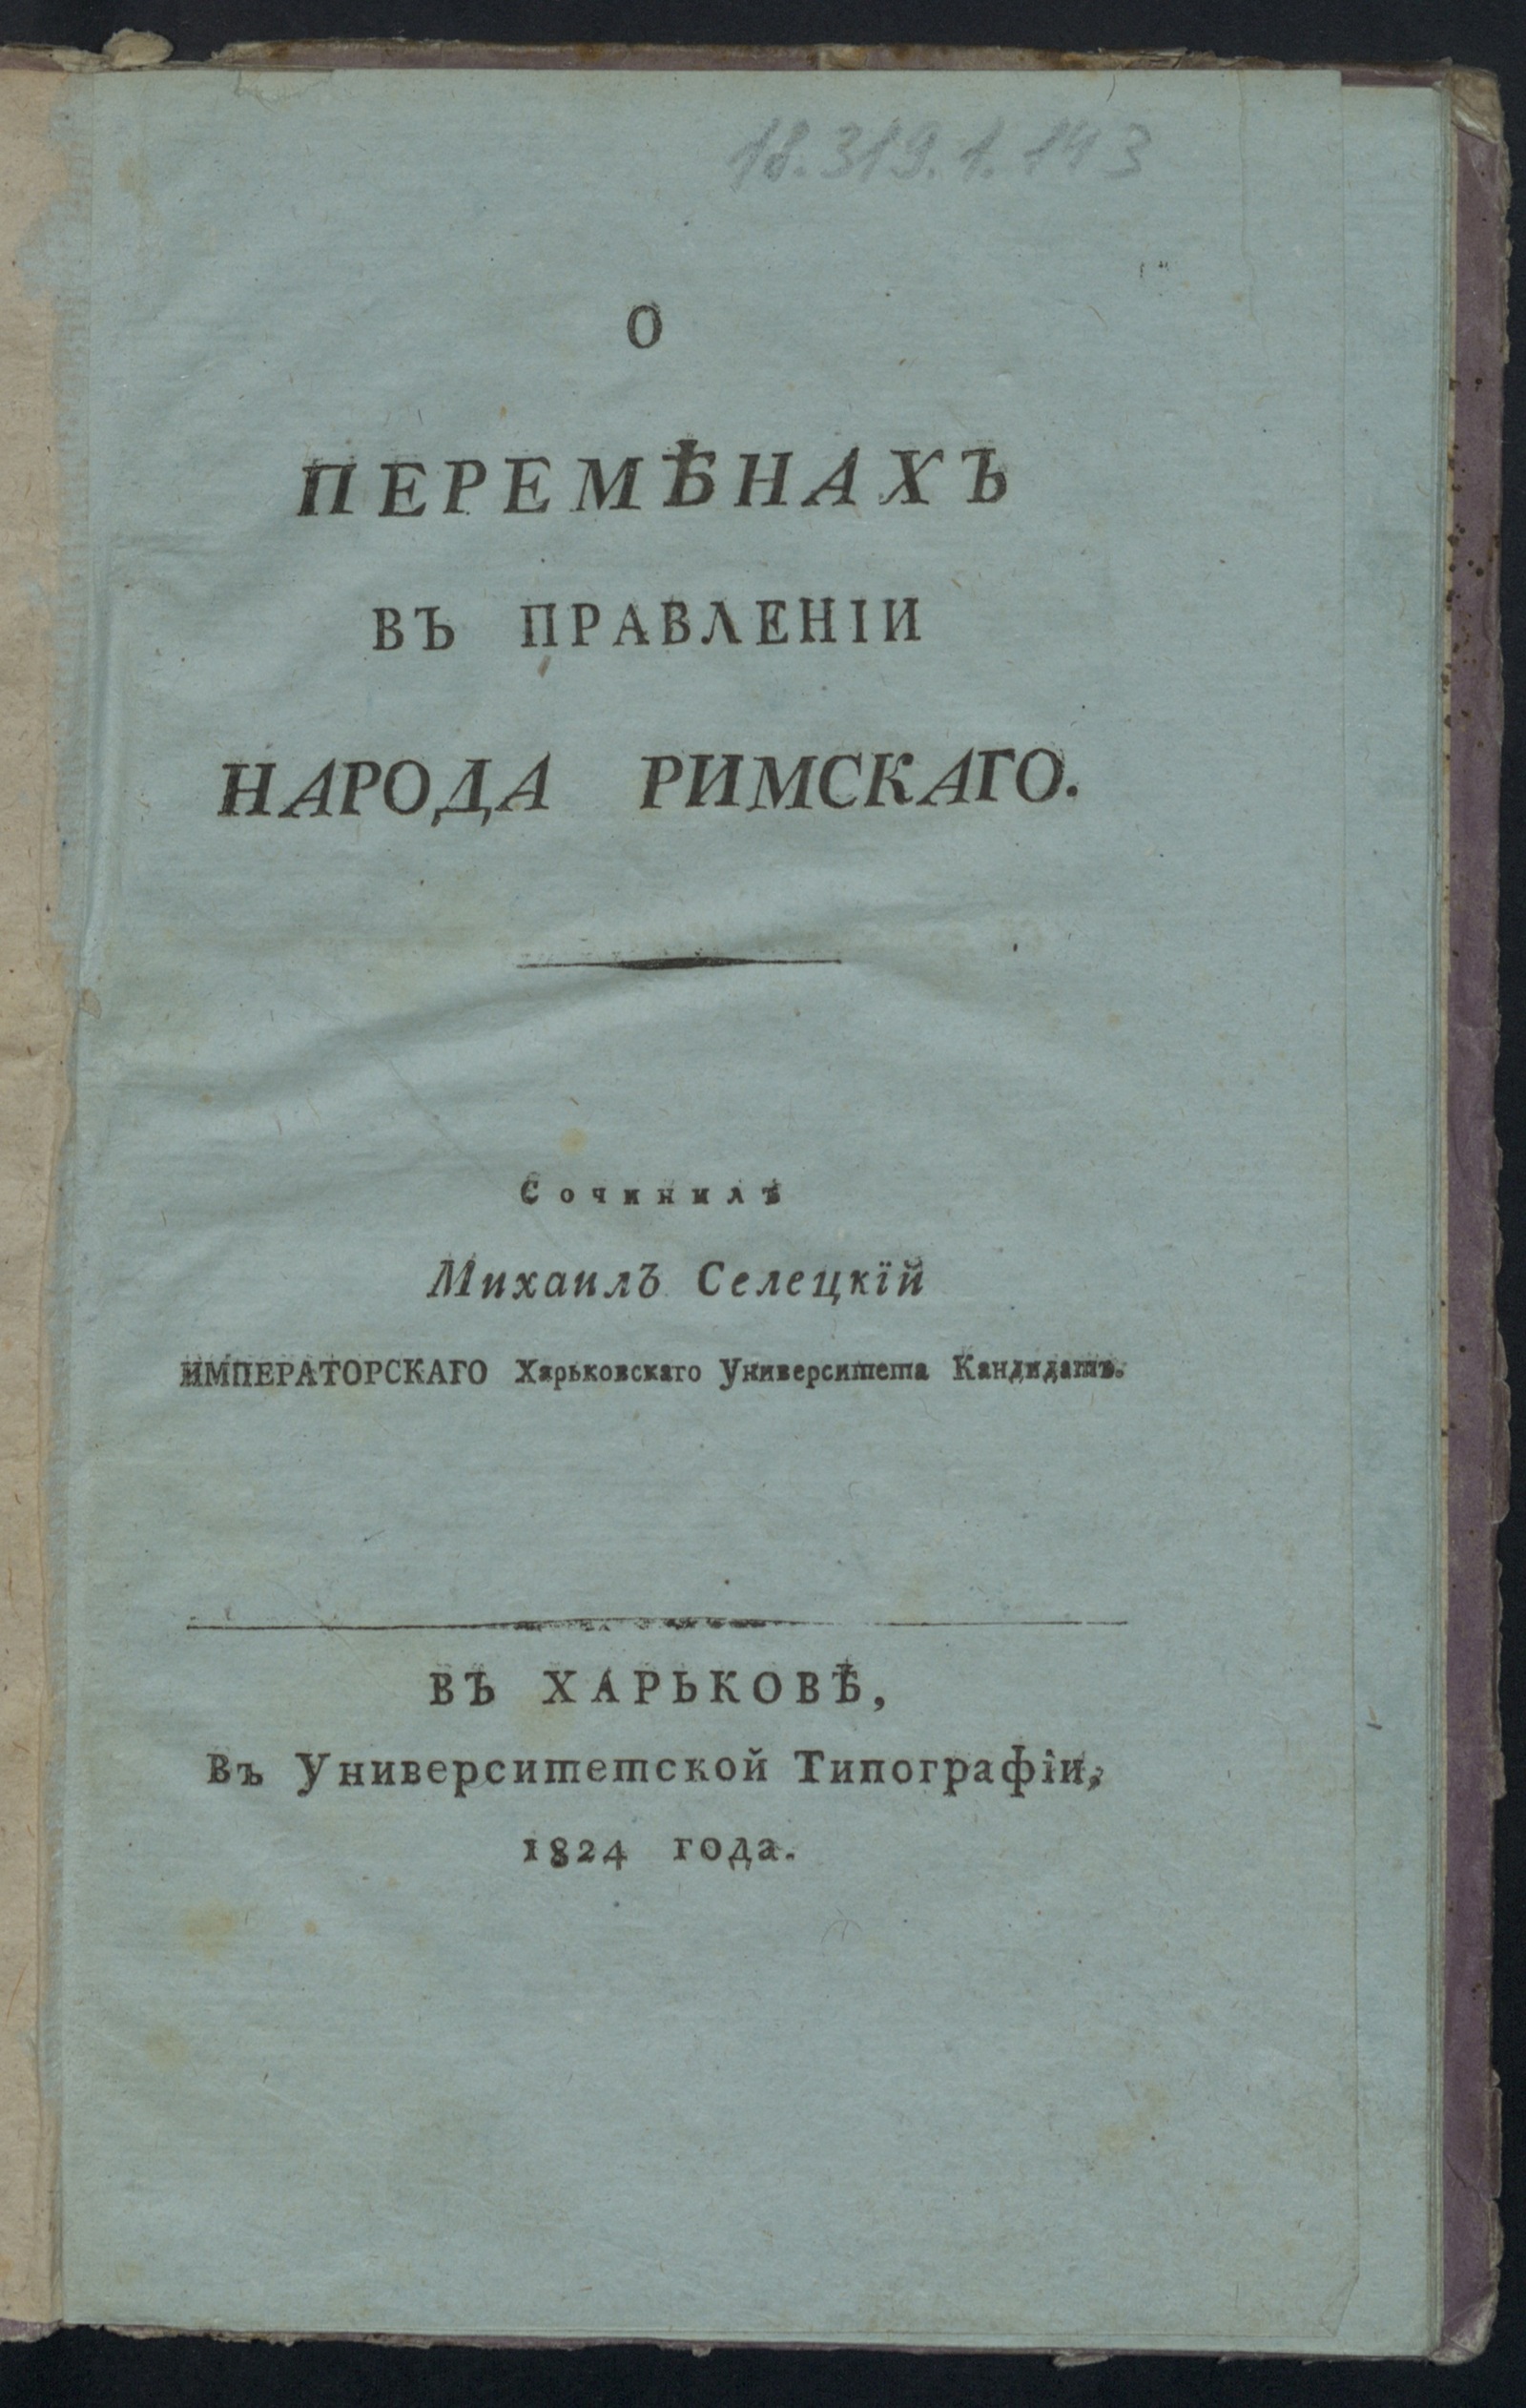 18.319.1.143
О
ПЕРЕМѢНАХЪ
ВЪ ПРАВЛЕНІИ
НАРОДА РИМСКАГО.
Сочинилъ
Михаилъ Селецкїй
ИМПЕРАТОРСКАГО Харьковскаго Университета Кандидатъ.
ВЪ ХАРЬКОВѢ,
Въ Университетской Типографіи,
1824 года.